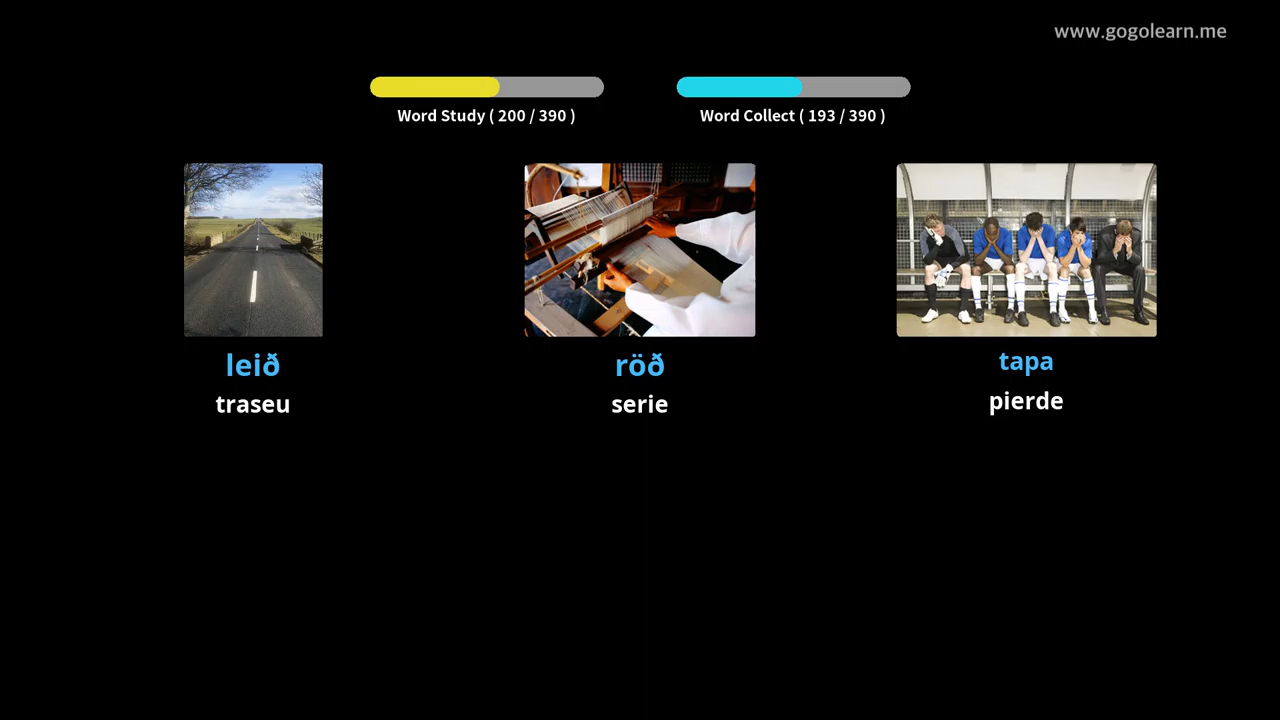 www.gogolearn.me
Word Study ( 200 / 390 )
Word Collect ( 193 / 390 )
leið
traseu
röð
serie
tapa
pierde